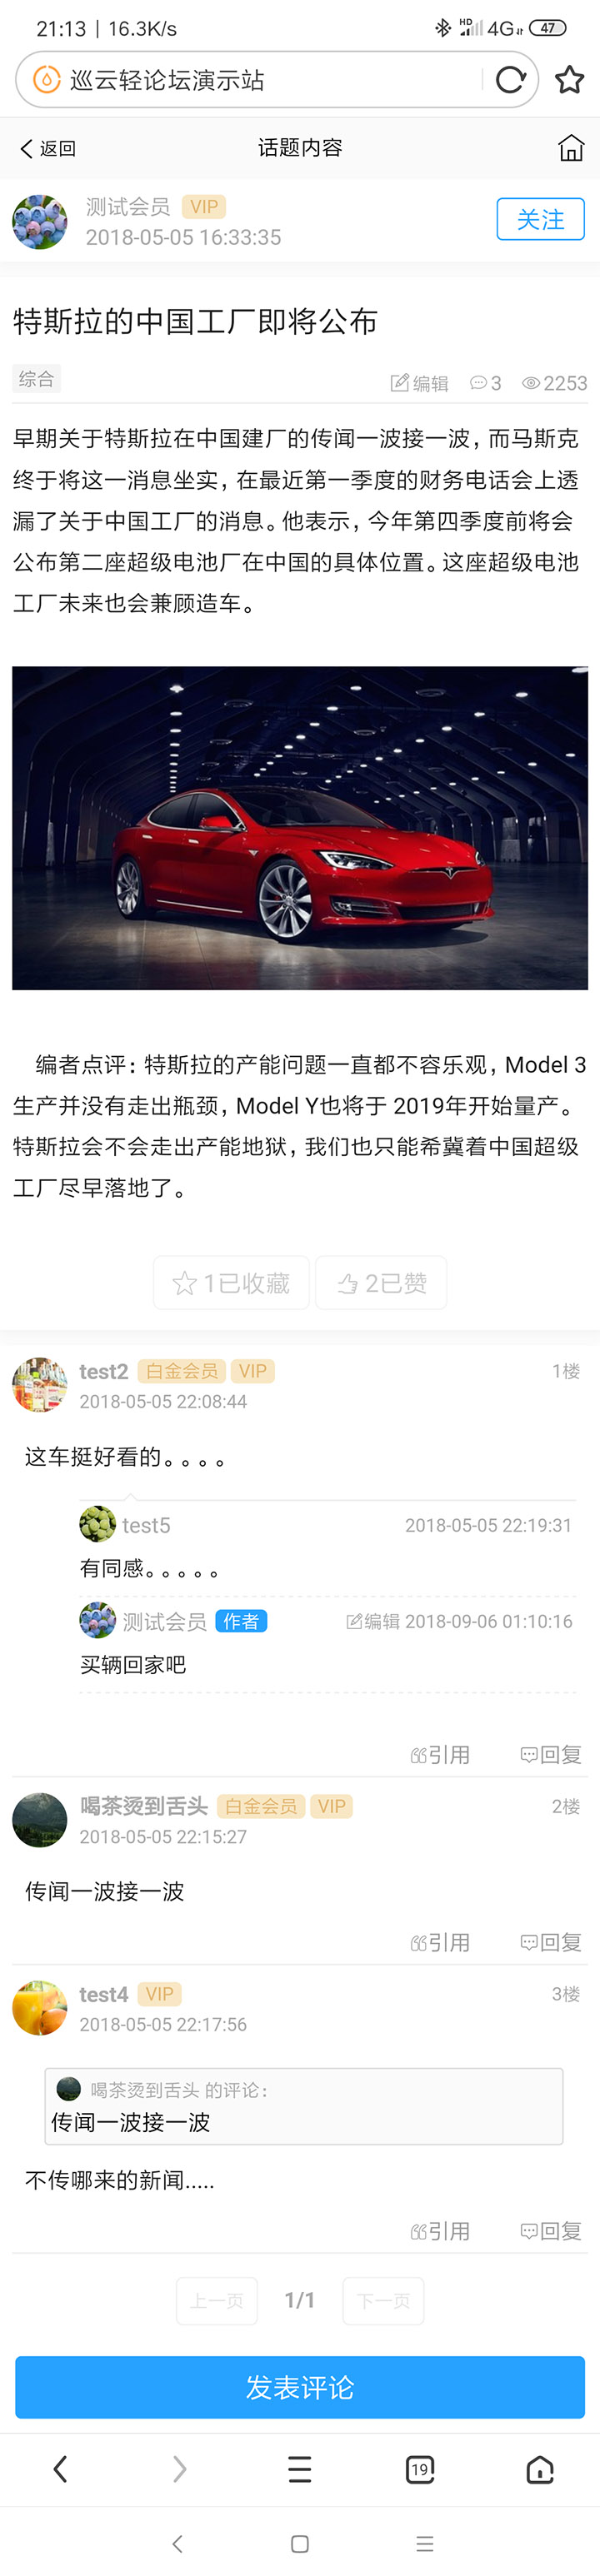 21:13 | 16.3K/s HD 4G 47
巡云轻论坛演示站
返回 话题内容
测试会员 VIP
2018-05-05 16:33:35
关注
特斯拉的中国工厂即将公布
综合 编辑 3 2253
早期关于特斯拉在中国建厂的传闻一波接一波，而马斯克
终于将这一消息坐实，在最近第一季度的财务电话会上透
漏了关于中国工厂的消息。他表示，今年第四季度前将会
公布第二座超级电池厂在中国的具体位置。这座超级电池
工厂未来也会兼顾造车。
编者点评：特斯拉的产能问题一直都不容乐观，Model 3
生产并没有走出瓶颈，Model Y也将于 2019年开始量产。
特斯拉会不会走出产能地狱，我们也只能希冀着中国超级
工厂尽早落地了。
1已收藏 2已赞
test2 白金会员 VIP 1楼
2018-05-05 22:08:44
这车挺好看的。。。。
test5 2018-05-05 22:19:31
有同感。。。。。
测试会员 作者 编辑 2018-09-06 01:10:16
买辆回家吧
引用 回复
喝茶烫到舌头 白金会员 VIP 2楼
2018-05-05 22:15:27
传闻一波接一波
引用 回复
test4 VIP 3楼
2018-05-05 22:17:56
喝茶烫到舌头 的评论：
传闻一波接一波
不传哪来的新闻.....
引用 回复
上一页 1/1 下一页
发表评论
19